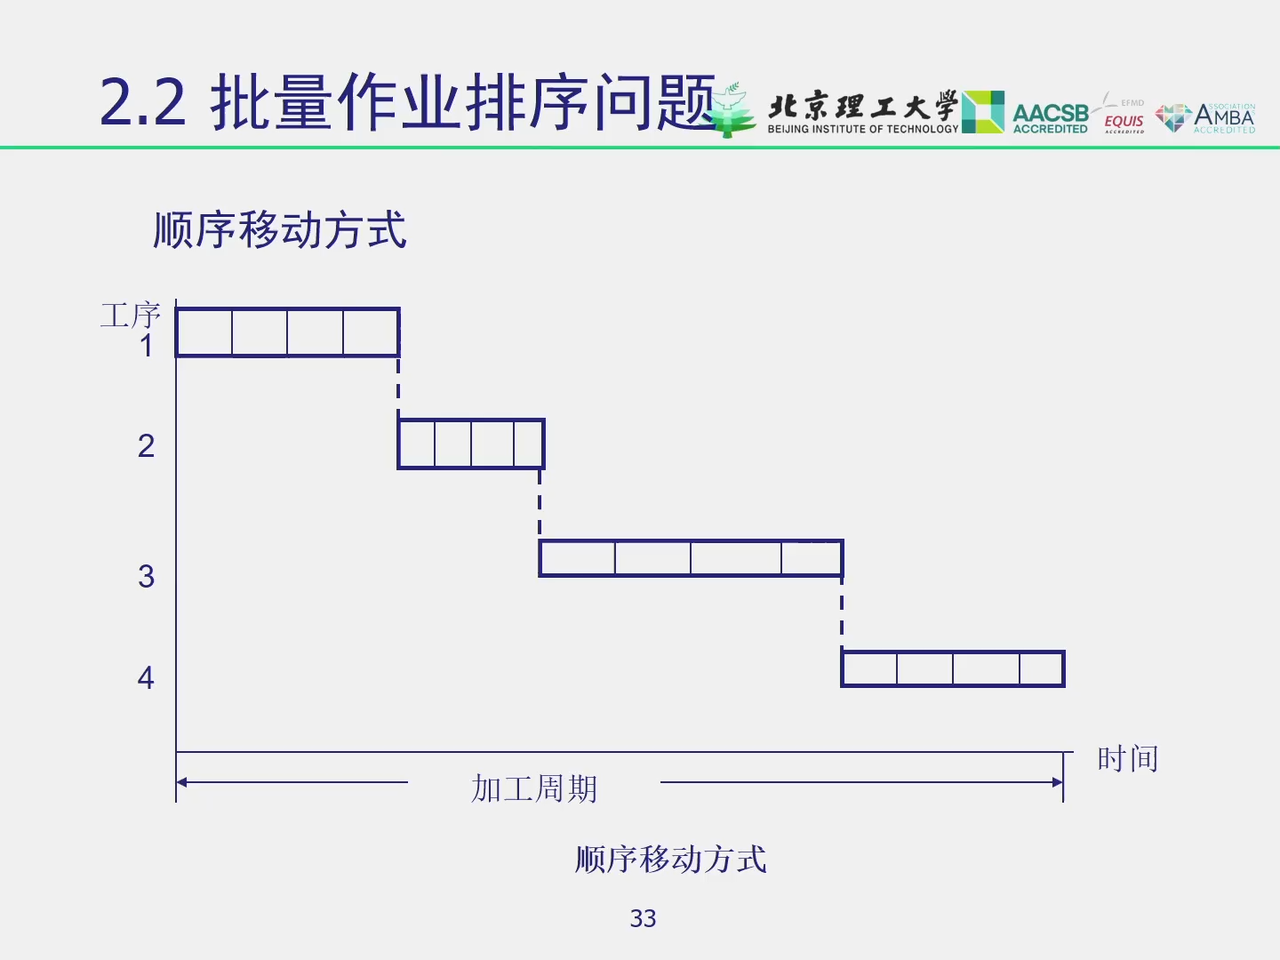 2.2 批量作业排序问题
北京理工大学
BEIJING INSTITUTE OF TECHNOLOGY
AACSB
ACCREDITED
EFMD
EQUIS
ACCREDITED
ASSOCIATION
AMBA
ACCREDITED
顺序移动方式
工序
1
2
3
4
时间
加工周期
顺序移动方式
33